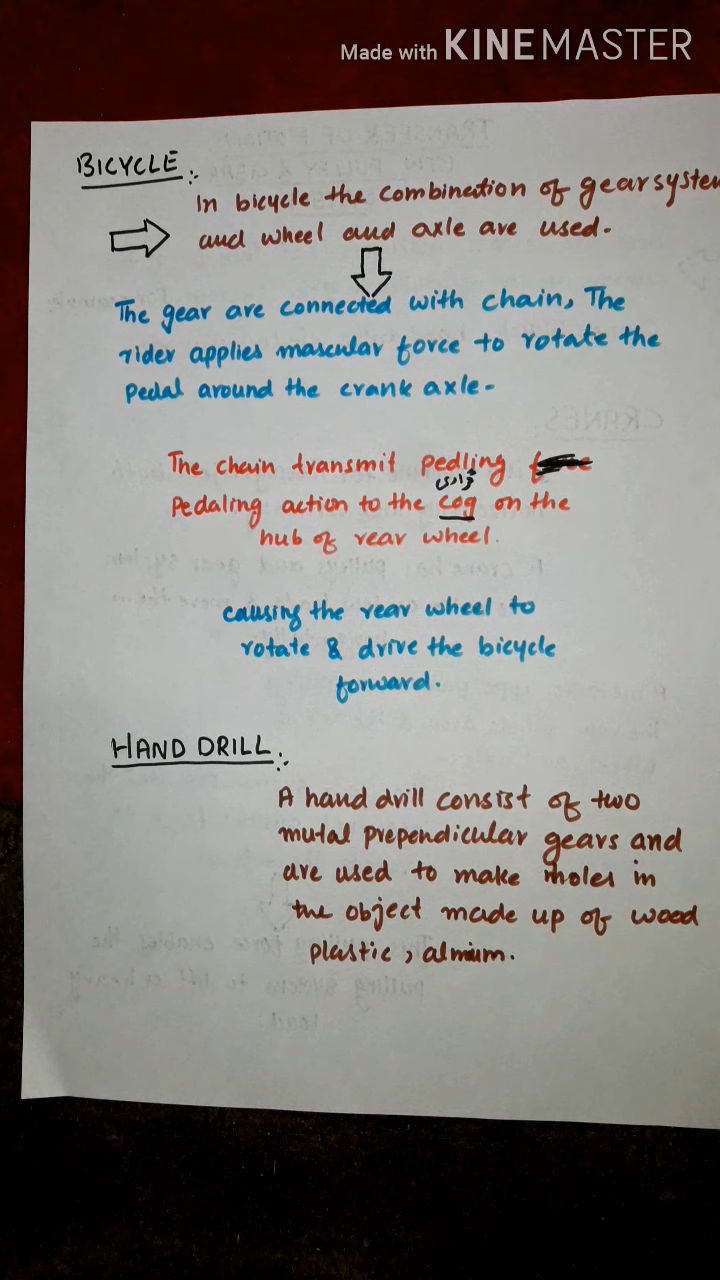 Made with KINEMASTER
BICYCLE :.
In bicycle the combination of gear system
and wheel and axle are used.
The gear are connected with chain, The
rider applies mascular force to rotate the
pedal around the crank axle-
The chain transmit pedling
Pedaling action to the cog on the
hub of rear wheel.
causing the rear wheel to
rotate & drive the bicycle
forward.
HAND DRILL :.
A hand drill consist of two
mutal prependicular gears and
are used to make holes in
the object made up of wood
plastic, almium.